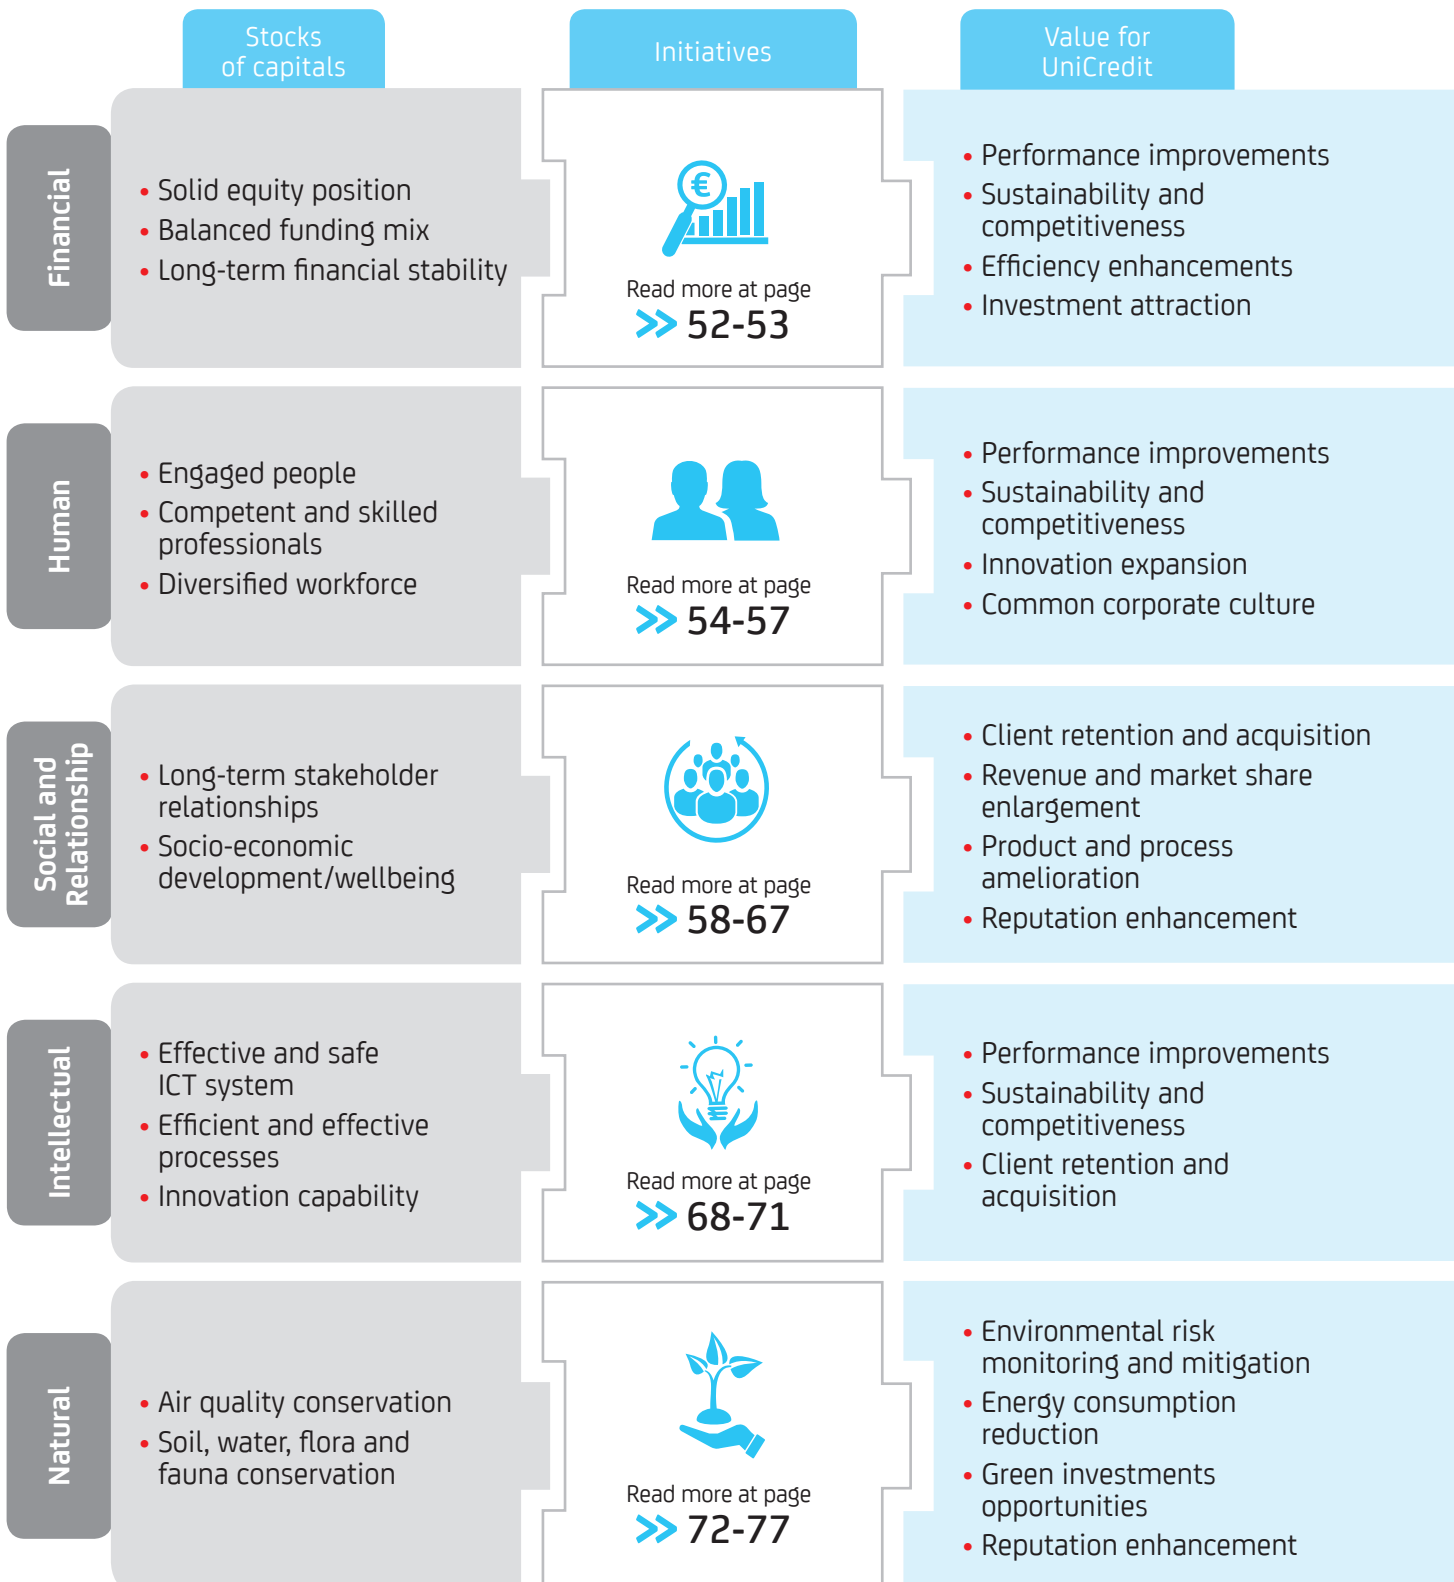 Stocks
of capitals
Initiatives
Value for
UniCredit
Financial
• Solid equity position
• Balanced funding mix
• Long-term financial stability
€
Read more at page
>> 52-53
• Performance improvements
• Sustainability and
competitiveness
• Efficiency enhancements
• Investment attraction
Human
• Engaged people
• Competent and skilled
professionals
• Diversified workforce
Read more at page
>> 54-57
• Performance improvements
• Sustainability and
competitiveness
• Innovation expansion
• Common corporate culture
Social and
Relationship
• Long-term stakeholder
relationships
• Socio-economic
development/wellbeing
Read more at page
>> 58-67
• Client retention and acquisition
• Revenue and market share
enlargement
• Product and process
amelioration
• Reputation enhancement
Intellectual
• Effective and safe
ICT system
• Efficient and effective
processes
• Innovation capability
Read more at page
>> 68-71
• Performance improvements
• Sustainability and
competitiveness
• Client retention and
acquisition
Natural
• Air quality conservation
• Soil, water, flora and
fauna conservation
Read more at page
>> 72-77
• Environmental risk
monitoring and mitigation
• Energy consumption
reduction
• Green investments
opportunities
• Reputation enhancement